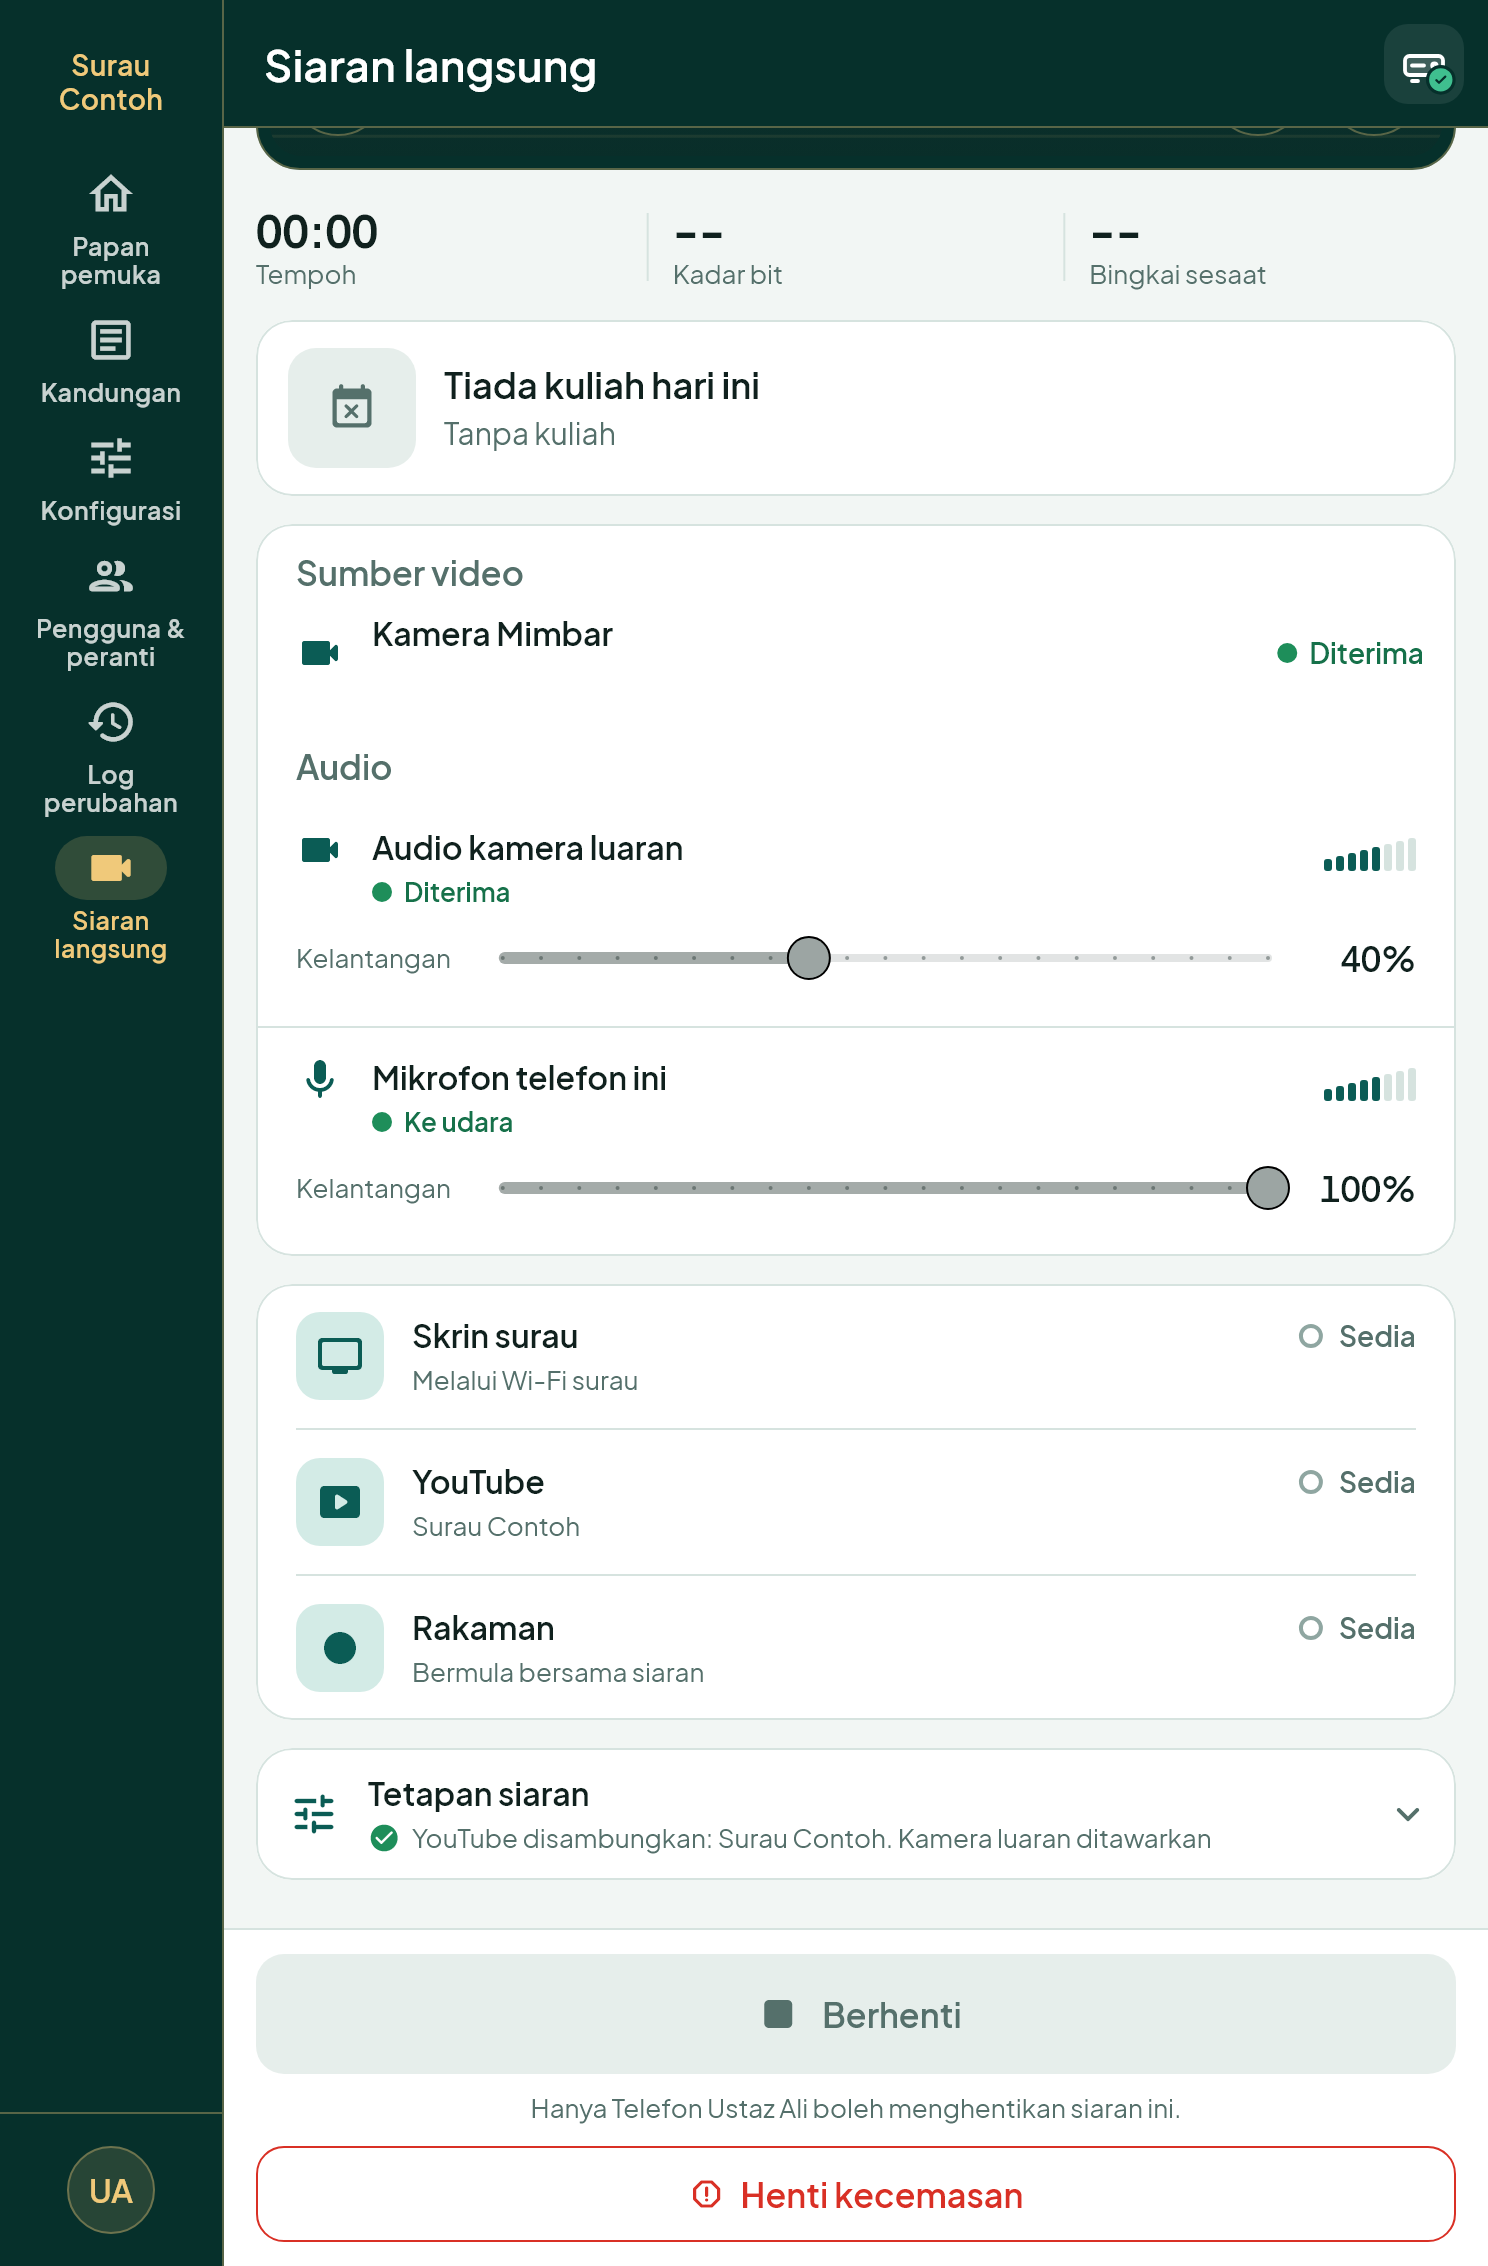 Surau
Contoh
Papan
pemuka
Kandungan
Konfigurasi
Pengguna &
peranti
Log
perubahan
Siaran
langsung
UA
Siaran langsung
00:00
Tempoh
--
Kadar bit
--
Bingkai sesaat
Tiada kuliah hari ini
Tanpa kuliah
Sumber video
Kamera Mimbar
Diterima
Audio
Audio kamera luaran
Diterima
Kelantangan
40%
Mikrofon telefon ini
Ke udara
Kelantangan
100%
Skrin surau
Sedia
Melalui Wi-Fi surau
YouTube
Sedia
Surau Contoh
Rakaman
Sedia
Bermula bersama siaran
Tetapan siaran
YouTube disambungkan: Surau Contoh. Kamera luaran ditawarkan
Berhenti
Hanya Telefon Ustaz Ali boleh menghentikan siaran ini.
Henti kecemasan